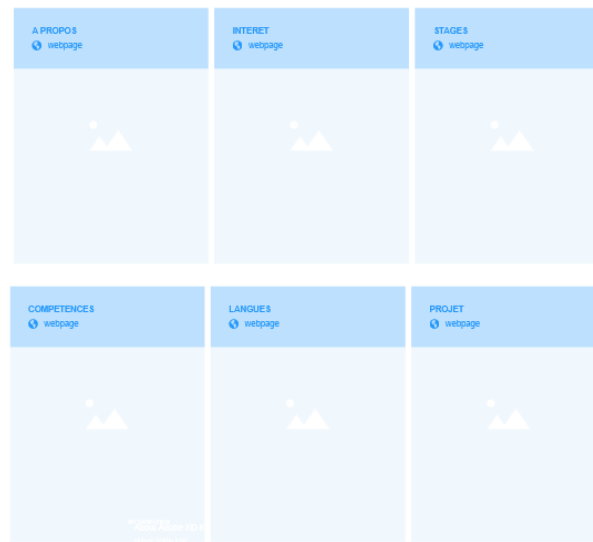 A PROPOS
webpage
INTERET
webpage
STAGES
webpage
COMPETENCES
webpage
LANGUES
webpage
PROJET
webpage